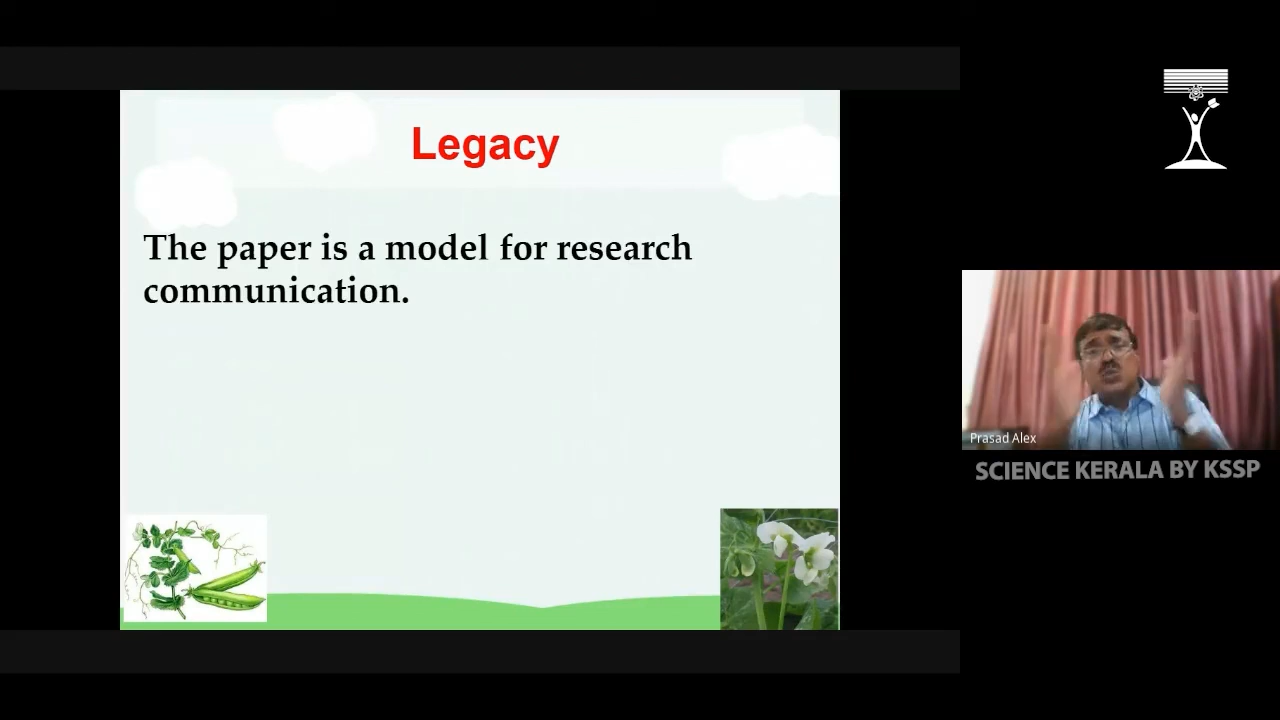 Legacy
The paper is a model for research
communication.
Prasad Alex
SCIENCE KERALA BY KSSP